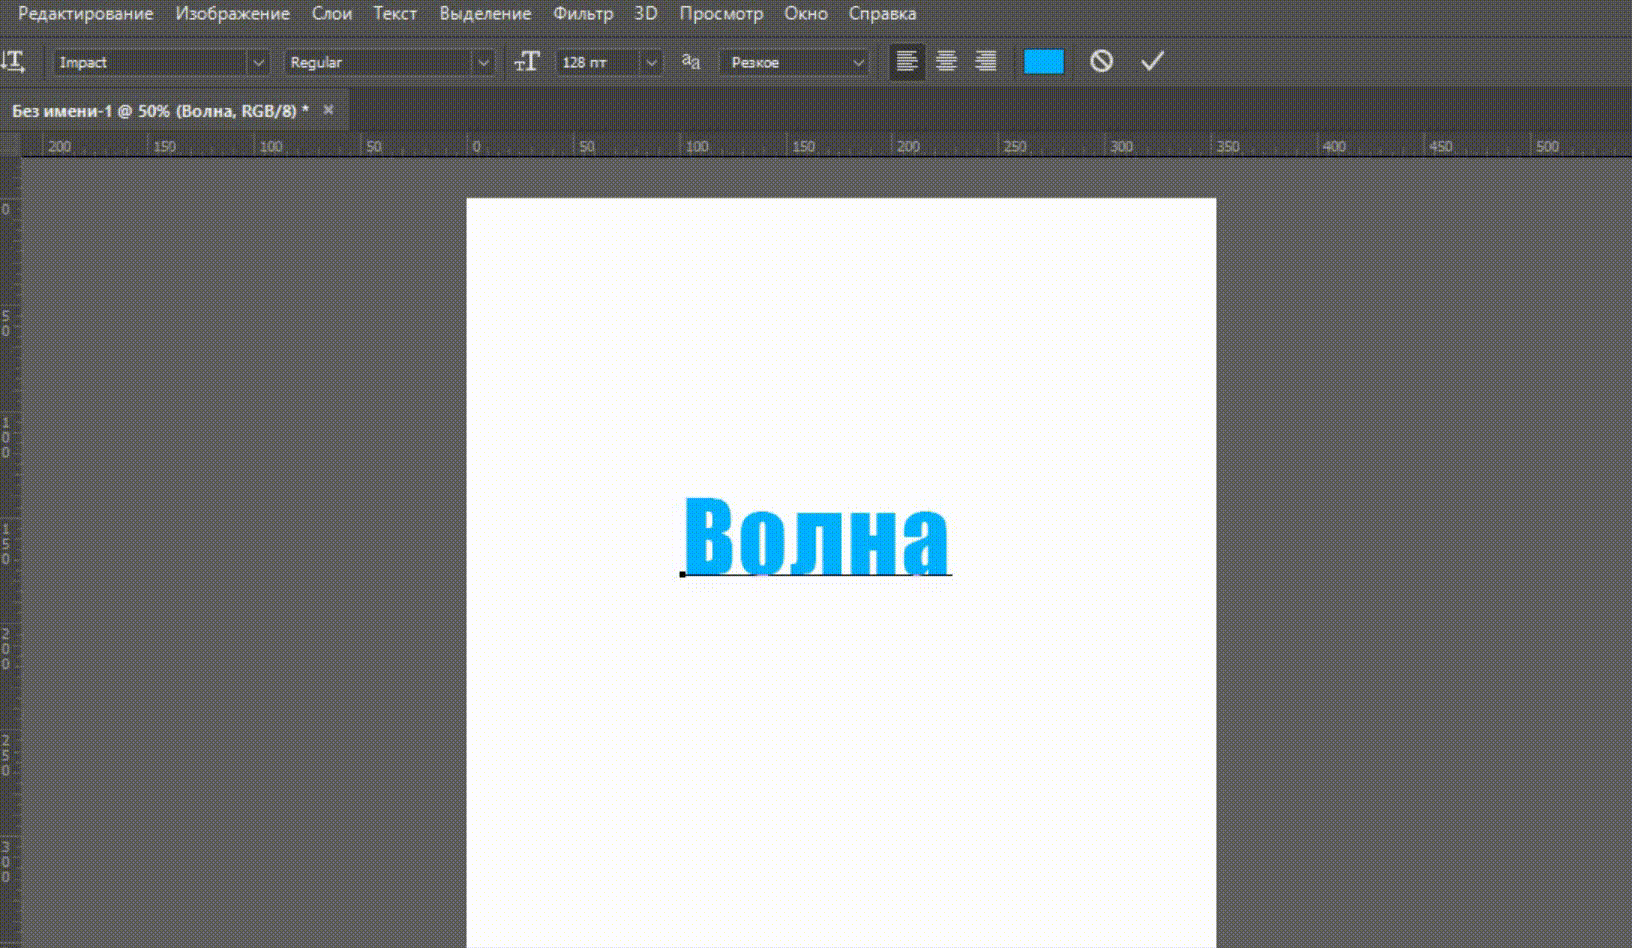 Редактирование Изображение Слои Текст Выделение Фильтр 3D Просмотр Окно Справка
Impact Regular 128 пт Резкое
Без имени-1 @ 50% (Волна, RGB/8) *
200 150 100 50 0 50 100 150 200 250 300 350 400 450 500
0
50
100
150
200
250
300
Волна